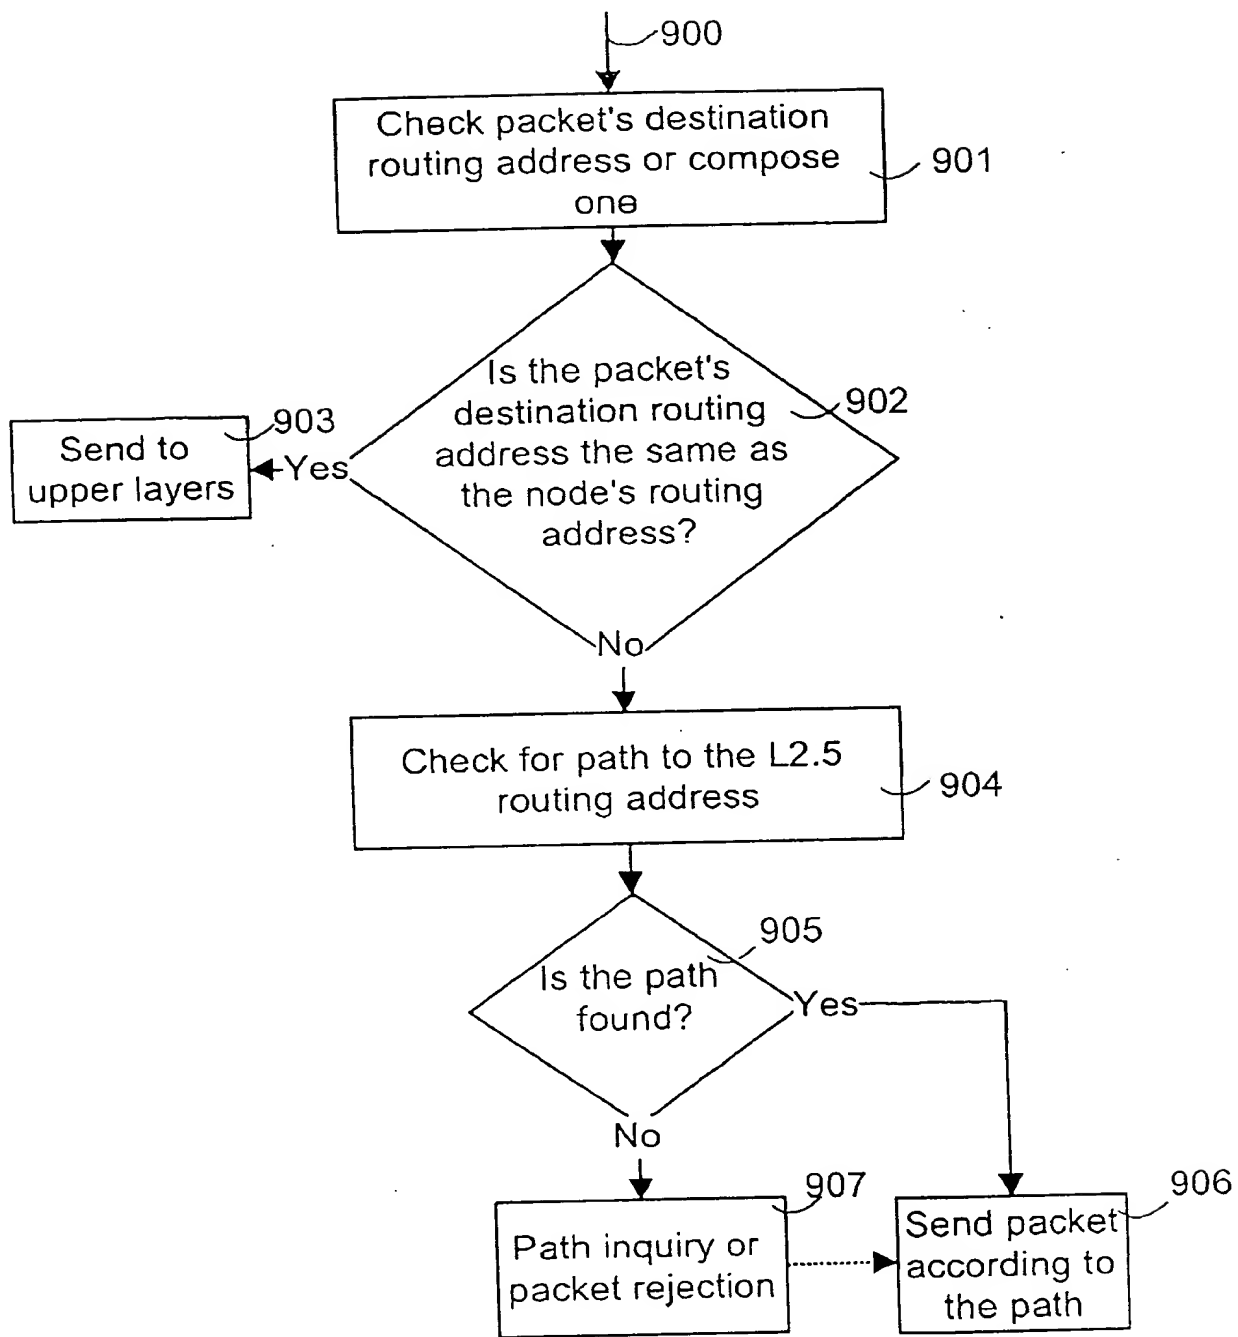 900
Check packet's destination
routing address or compose
one
901
Is the packet's
destination routing
address the same as
the node's routing
address?
902
903
Send to
upper layers
Yes
No
Check for path to the L2.5
routing address
904
905
Is the path
found?
Yes
No
907
Path inquiry or
packet rejection
906
Send packet
according to
the path